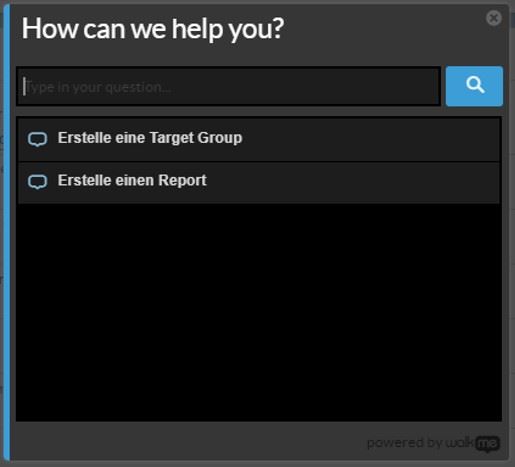 How can we help you?
Type in your question...
Erstelle eine Target Group
Erstelle einen Report
powered by walkme